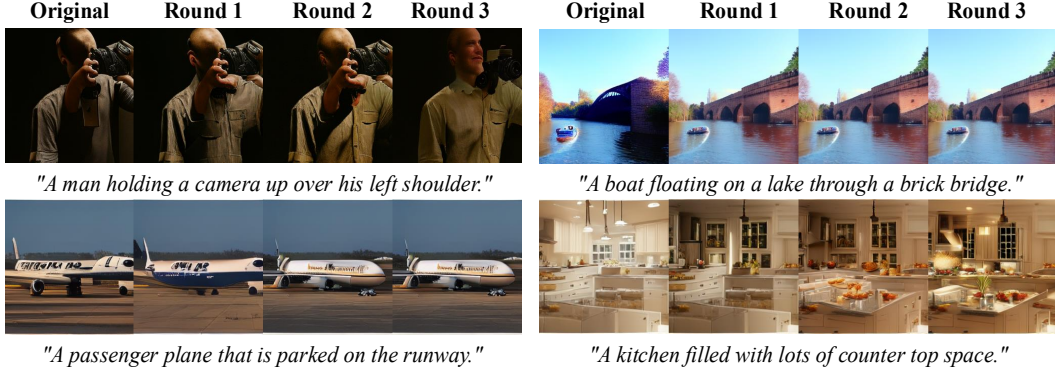 Original Round 1 Round 2 Round 3 Original Round 1 Round 2 Round 3
"A man holding a camera up over his left shoulder." "A boat floating on a lake through a brick bridge."
"A passenger plane that is parked on the runway." "A kitchen filled with lots of counter top space."